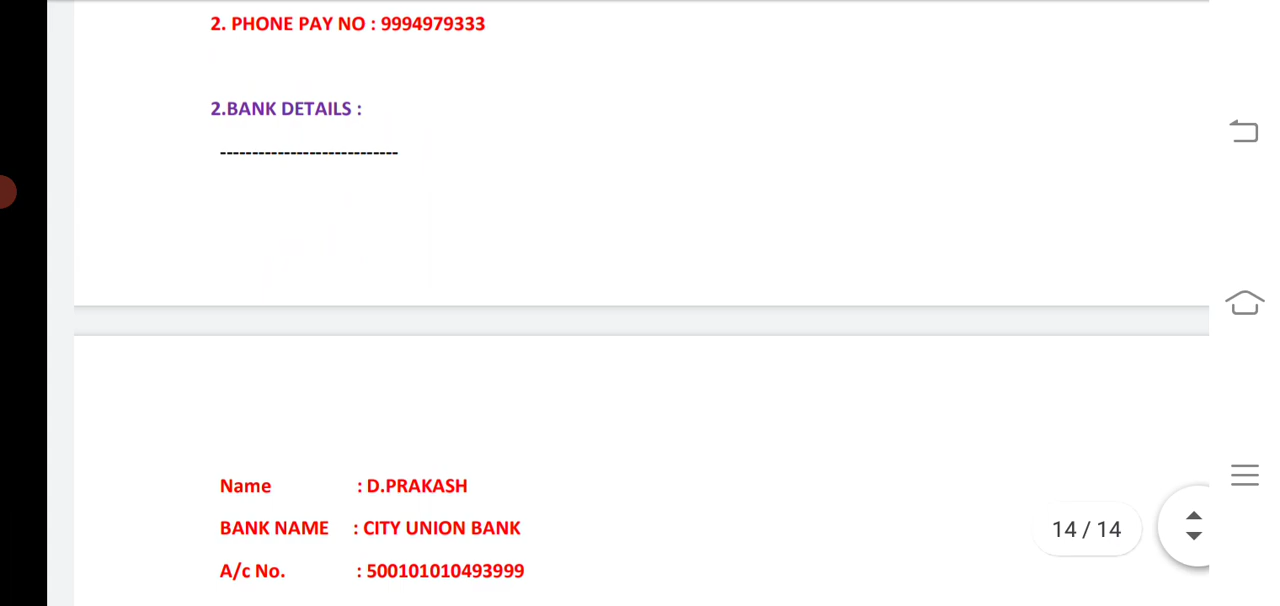 2. PHONE PAY NO : 9994979333
2.BANK DETAILS :
----------------------------
Name : D.PRAKASH
BANK NAME : CITY UNION BANK
A/c No. : 500101010493999
14 / 14